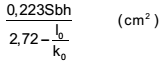 0,223Sbh
2,72 − l₀/k₀
(cm²)